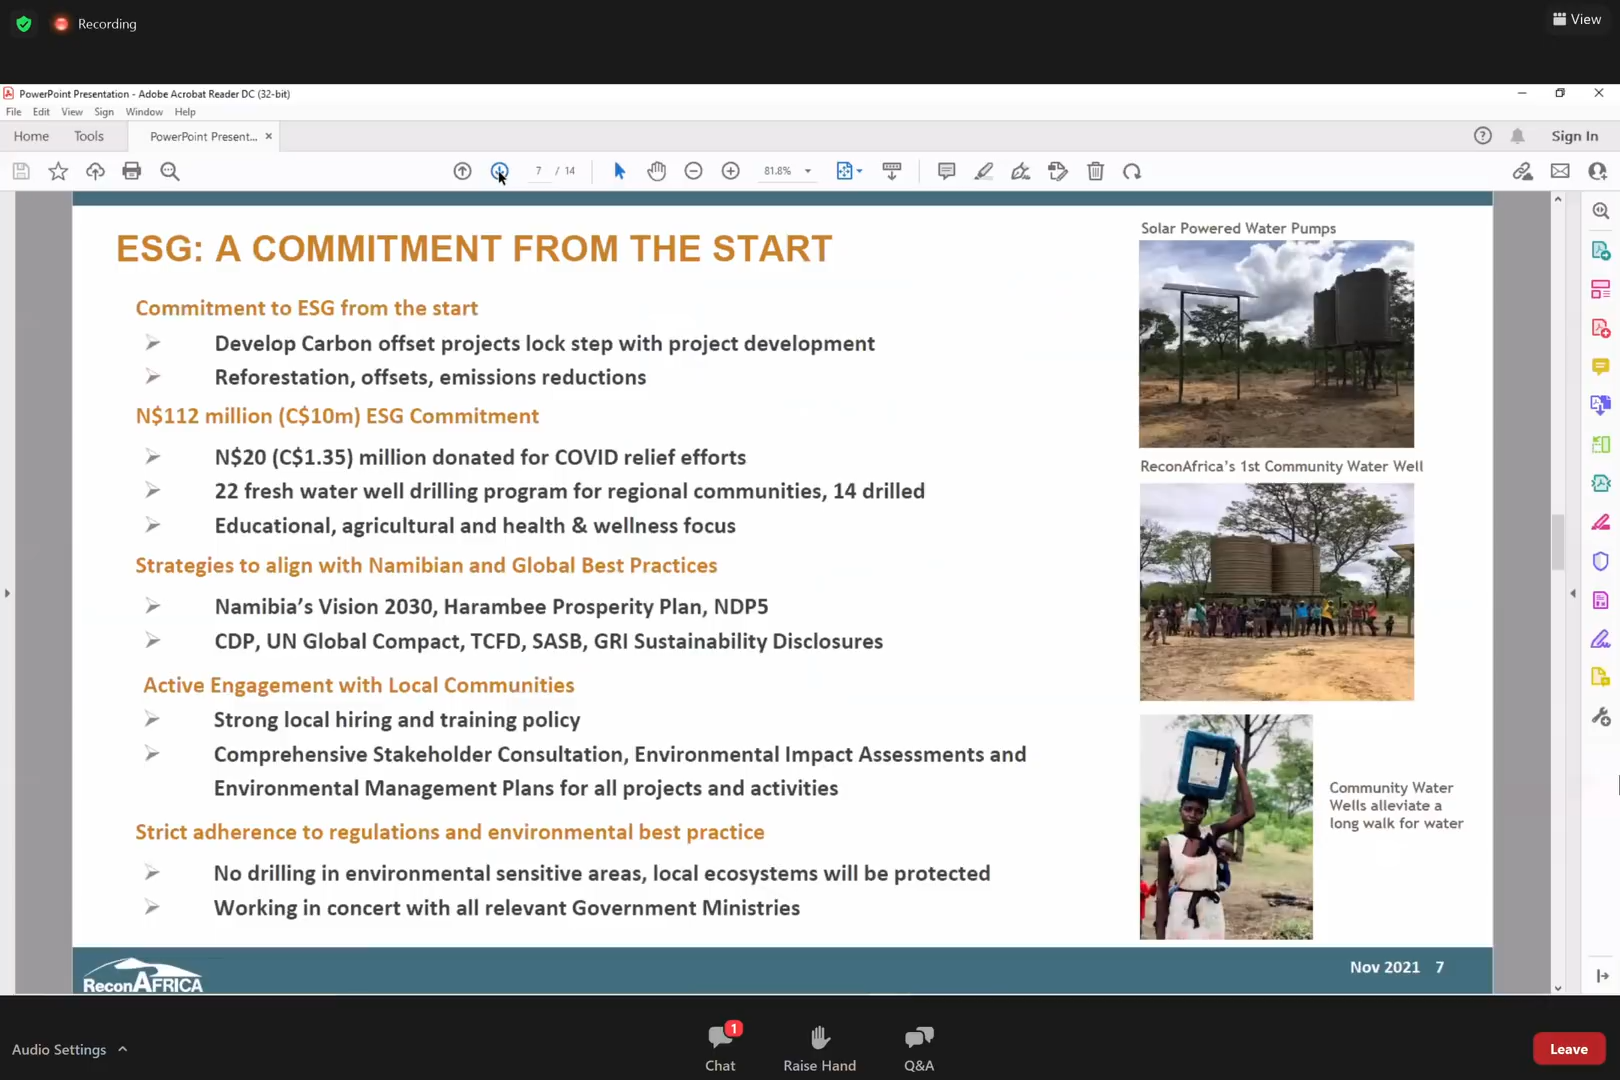 Recording
View
PowerPoint Presentation - Adobe Acrobat Reader DC (32-bit)
File Edit View Sign Window Help
Home Tools PowerPoint Present... ×
Sign In
7 / 14
81.8%
ESG: A COMMITMENT FROM THE START
Commitment to ESG from the start
Develop Carbon offset projects lock step with project development
Reforestation, offsets, emissions reductions
N$112 million (C$10m) ESG Commitment
N$20 (C$1.35) million donated for COVID relief efforts
22 fresh water well drilling program for regional communities, 14 drilled
Educational, agricultural and health & wellness focus
Strategies to align with Namibian and Global Best Practices
Namibia's Vision 2030, Harambee Prosperity Plan, NDP5
CDP, UN Global Compact, TCFD, SASB, GRI Sustainability Disclosures
Active Engagement with Local Communities
Strong local hiring and training policy
Comprehensive Stakeholder Consultation, Environmental Impact Assessments and
Environmental Management Plans for all projects and activities
Strict adherence to regulations and environmental best practice
No drilling in environmental sensitive areas, local ecosystems will be protected
Working in concert with all relevant Government Ministries
Solar Powered Water Pumps
ReconAfrica's 1st Community Water Well
Community Water
Wells alleviate a
long walk for water
ReconAFRICA
Nov 2021 7
Audio Settings
1
Chat
Raise Hand
Q&A
Leave